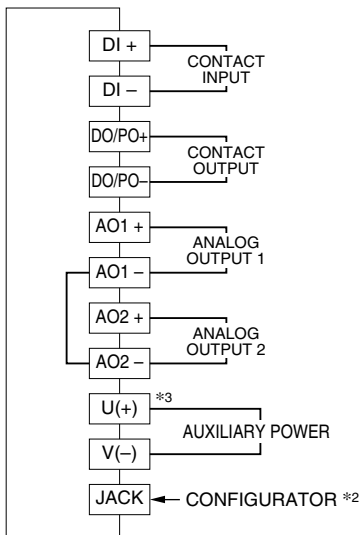 DI +
CONTACT
INPUT
DI –
DO/PO+
CONTACT
OUTPUT
DO/PO–
AO1 +
ANALOG
OUTPUT 1
AO1 –
AO2 +
ANALOG
OUTPUT 2
AO2 –
U(+) *3
AUXILIARY POWER
V(–)
JACK CONFIGURATOR *2